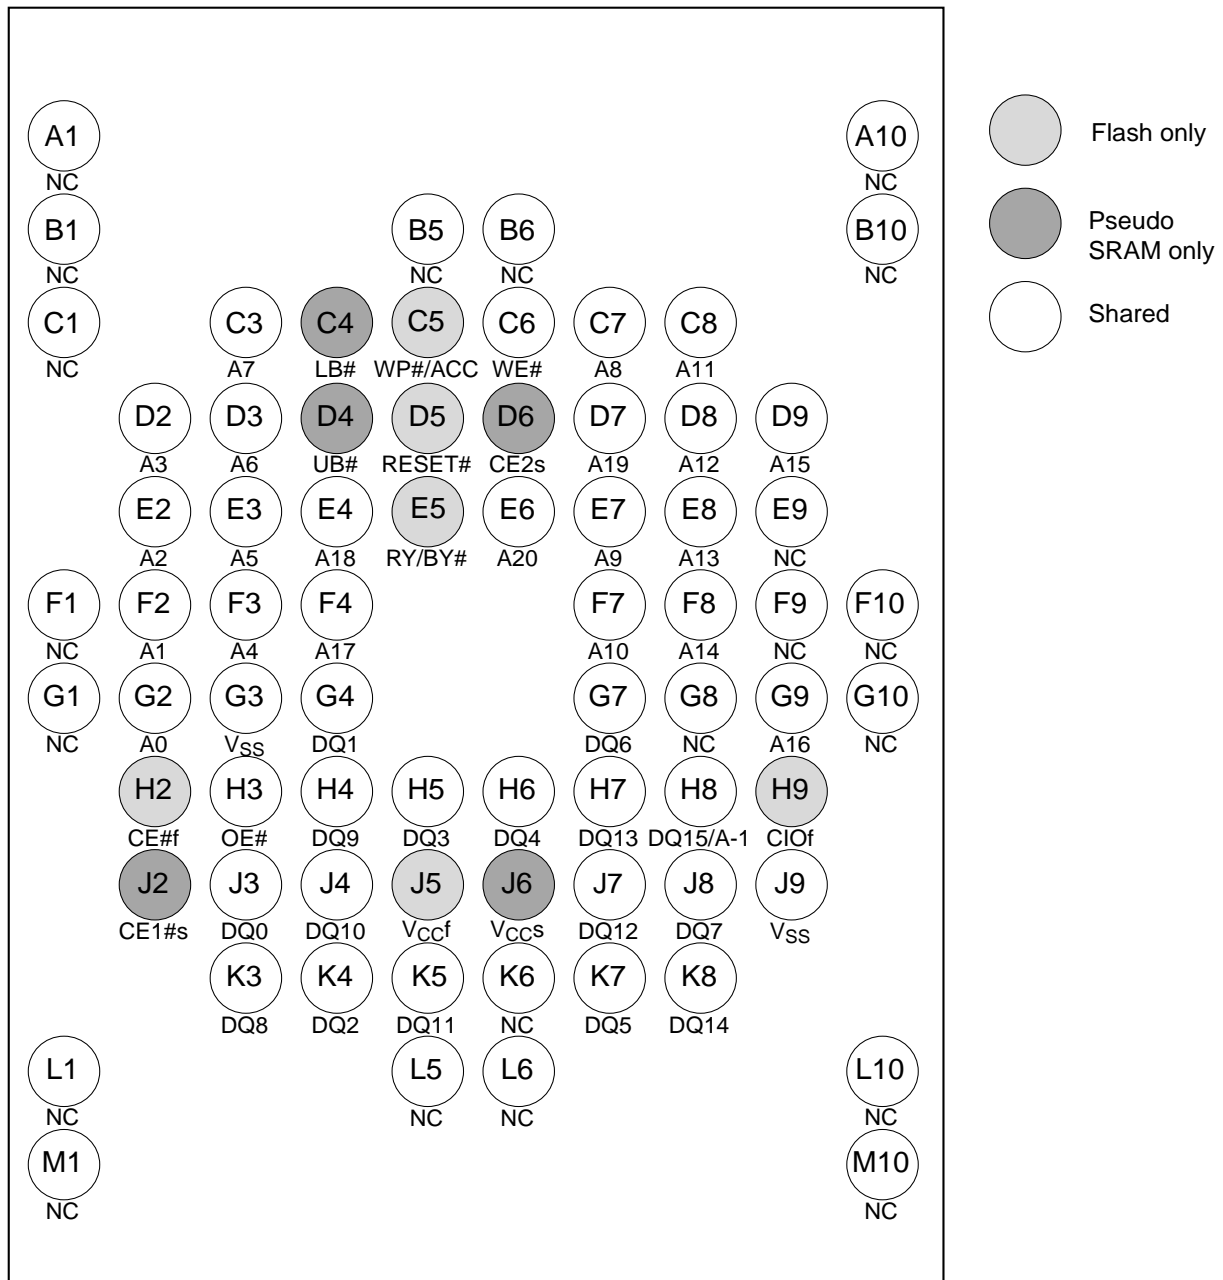 A1 A10
NC NC
B1 B5 B6 B10
NC NC NC NC
C1 C3 C4 C5 C6 C7 C8
NC A7 LB# WP#/ACC WE# A8 A11
D2 D3 D4 D5 D6 D7 D8 D9
A3 A6 UB# RESET# CE2s A19 A12 A15
E2 E3 E4 E5 E6 E7 E8 E9
A2 A5 A18 RY/BY# A20 A9 A13 NC
F1 F2 F3 F4 F7 F8 F9 F10
NC A1 A4 A17 A10 A14 NC NC
G1 G2 G3 G4 G7 G8 G9 G10
NC A0 VSS DQ1 DQ6 NC A16 NC
H2 H3 H4 H5 H6 H7 H8 H9
CE#f OE# DQ9 DQ3 DQ4 DQ13 DQ15/A-1 CIOf
J2 J3 J4 J5 J6 J7 J8 J9
CE1#s DQ0 DQ10 VCCf VCCs DQ12 DQ7 VSS
K3 K4 K5 K6 K7 K8
DQ8 DQ2 DQ11 NC DQ5 DQ14
L1 L5 L6 L10
NC NC NC NC
M1 M10
NC NC
Flash only
Pseudo
SRAM only
Shared